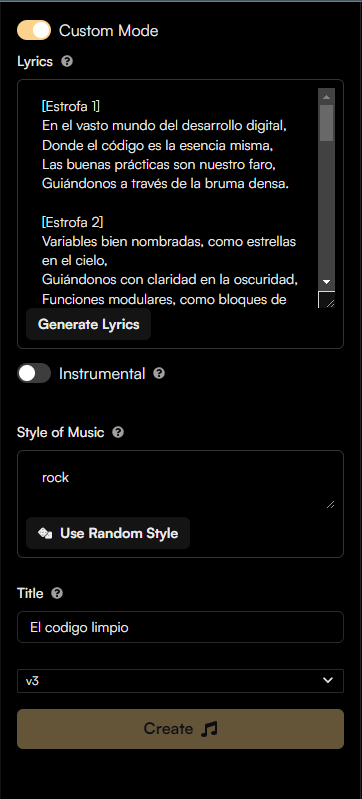 Custom Mode
Lyrics
[Estrofa 1]
En el vasto mundo del desarrollo digital,
Donde el código es la esencia misma,
Las buenas prácticas son nuestro faro,
Guiándonos a través de la bruma densa.
[Estrofa 2]
Variables bien nombradas, como estrellas
en el cielo,
Guiándonos con claridad en la oscuridad,
Funciones modulares, como bloques de
Generate Lyrics
Instrumental
Style of Music
rock
Use Random Style
Title
El codigo limpio
v3
Create